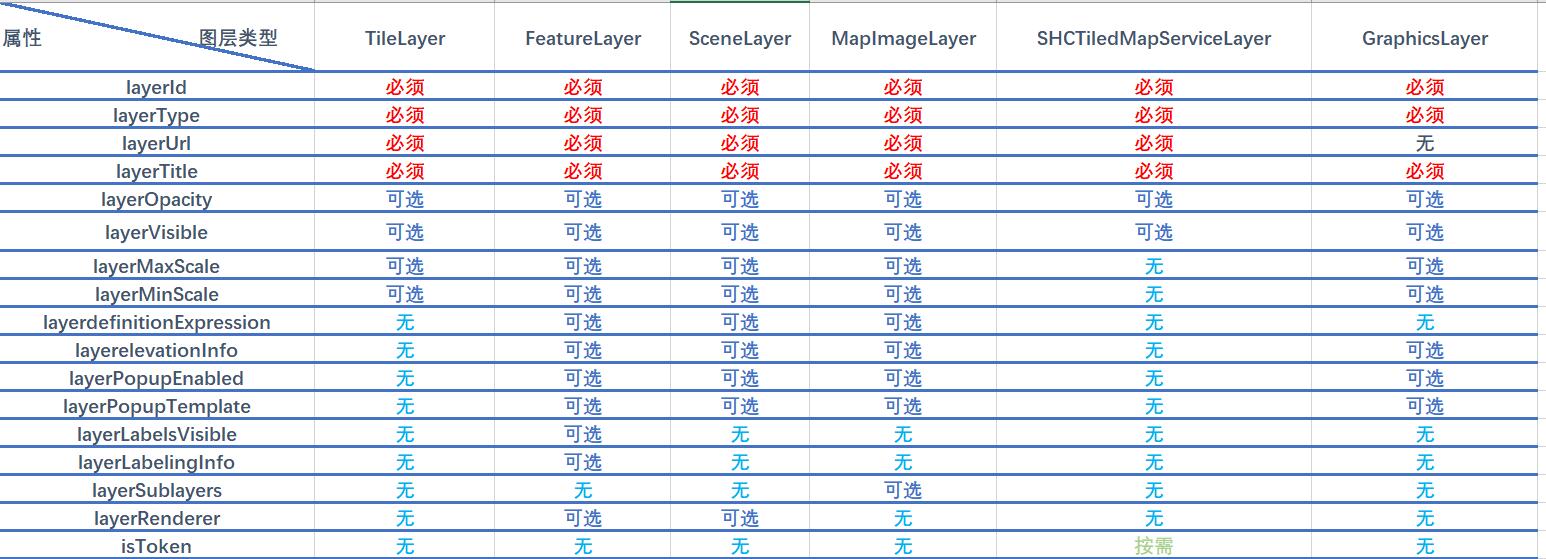 属性 图层类型 TileLayer FeatureLayer SceneLayer MapImageLayer SHCTiledMapServiceLayer GraphicsLayer
layerId 必须 必须 必须 必须 必须 必须
layerType 必须 必须 必须 必须 必须 必须
layerUrl 必须 必须 必须 必须 必须 无
layerTitle 必须 必须 必须 必须 必须 必须
layerOpacity 可选 可选 可选 可选 可选 可选
layerVisible 可选 可选 可选 可选 可选 可选
layerMaxScale 可选 可选 可选 可选 无 可选
layerMinScale 可选 可选 可选 可选 无 可选
layerdefinitionExpression 无 可选 可选 可选 无 无
layerelevationInfo 无 可选 可选 可选 无 可选
layerPopupEnabled 无 可选 可选 可选 无 可选
layerPopupTemplate 无 可选 可选 可选 无 可选
layerLabelsVisible 无 可选 无 无 无 无
layerLabelingInfo 无 可选 无 无 无 无
layerSublayers 无 无 无 可选 无 无
layerRenderer 无 可选 可选 无 无 无
isToken 无 无 无 无 按需 无